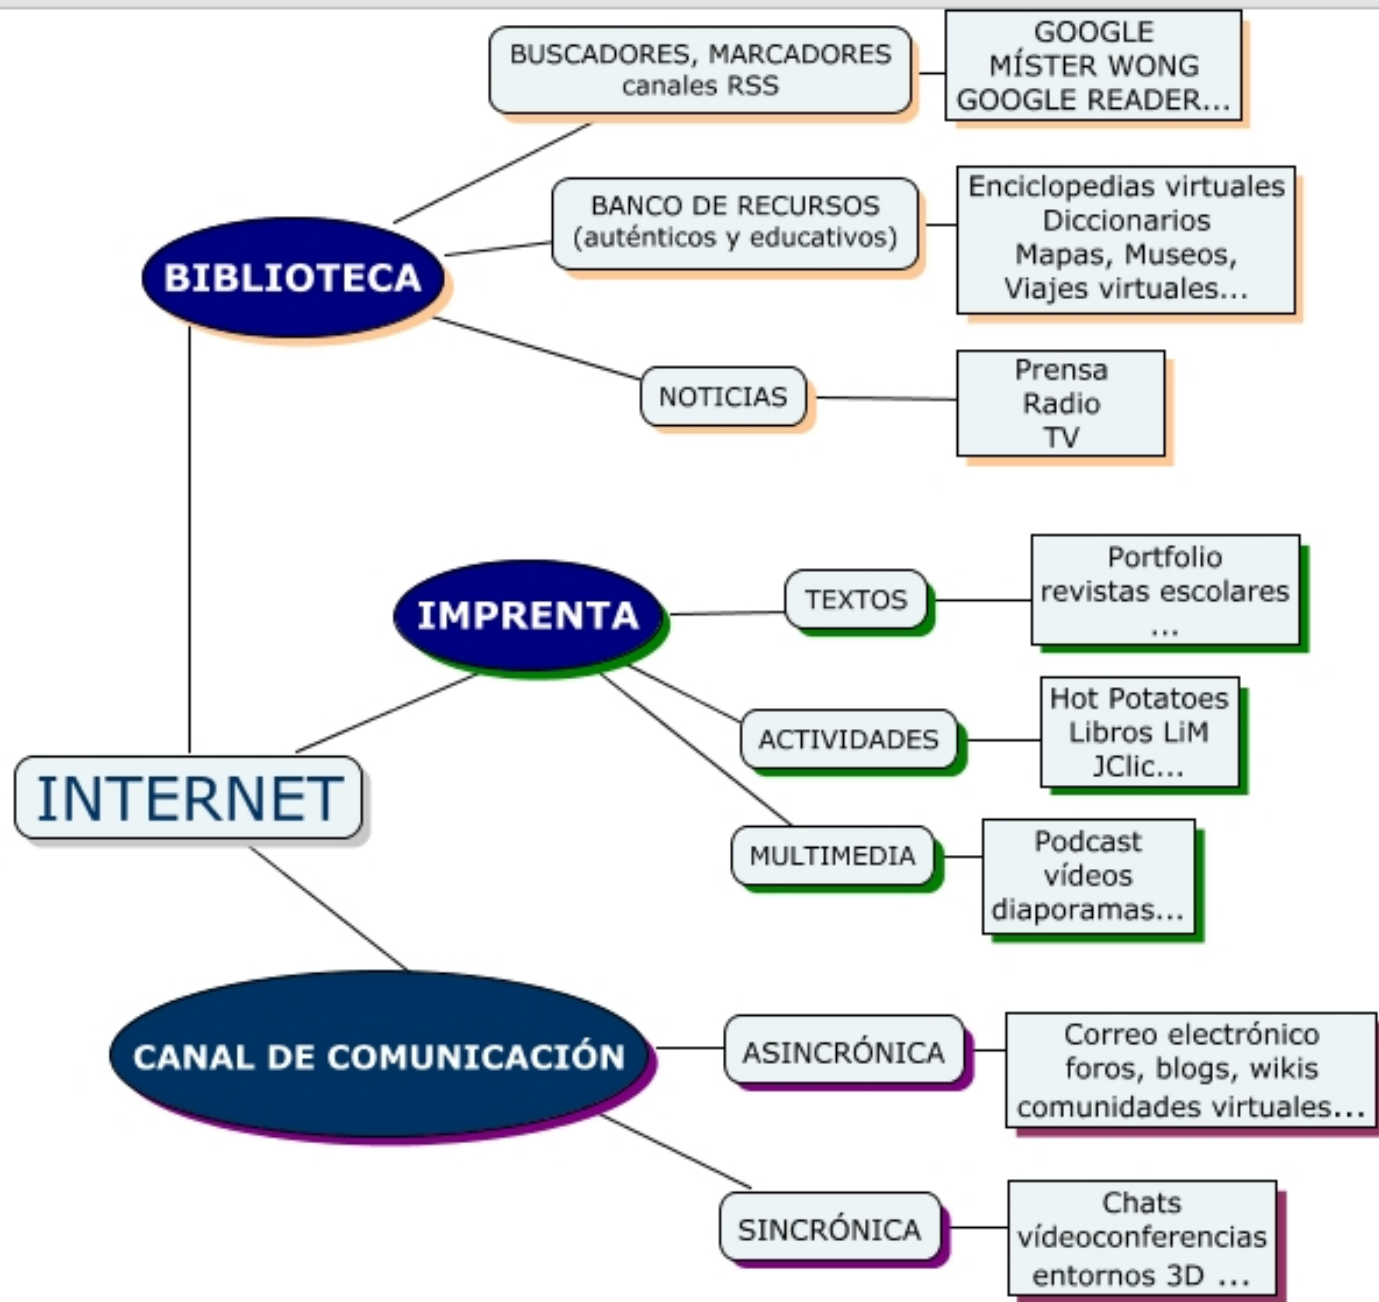 BUSCADORES, MARCADORES
canales RSS
GOOGLE
MÍSTER WONG
GOOGLE READER...
BIBLIOTECA
BANCO DE RECURSOS
(auténticos y educativos)
Enciclopedias virtuales
Diccionarios
Mapas, Museos,
Viajes virtuales...
NOTICIAS
Prensa
Radio
TV
IMPRENTA
TEXTOS
Portfolio
revistas escolares
...
ACTIVIDADES
Hot Potatoes
Libros LiM
JClic...
INTERNET
MULTIMEDIA
Podcast
vídeos
diaporamas...
CANAL DE COMUNICACIÓN
ASINCRÓNICA
Correo electrónico
foros, blogs, wikis
comunidades virtuales...
SINCRÓNICA
Chats
vídeoconferencias
entornos 3D ...